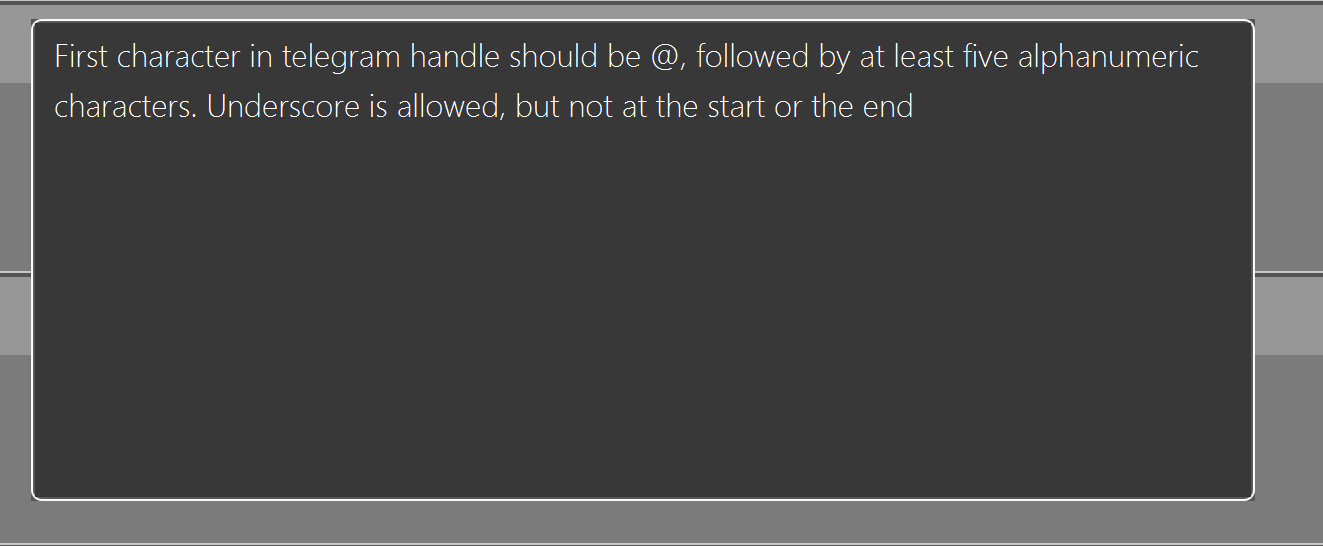 First character in telegram handle should be @, followed by at least five alphanumeric
characters. Underscore is allowed, but not at the start or the end